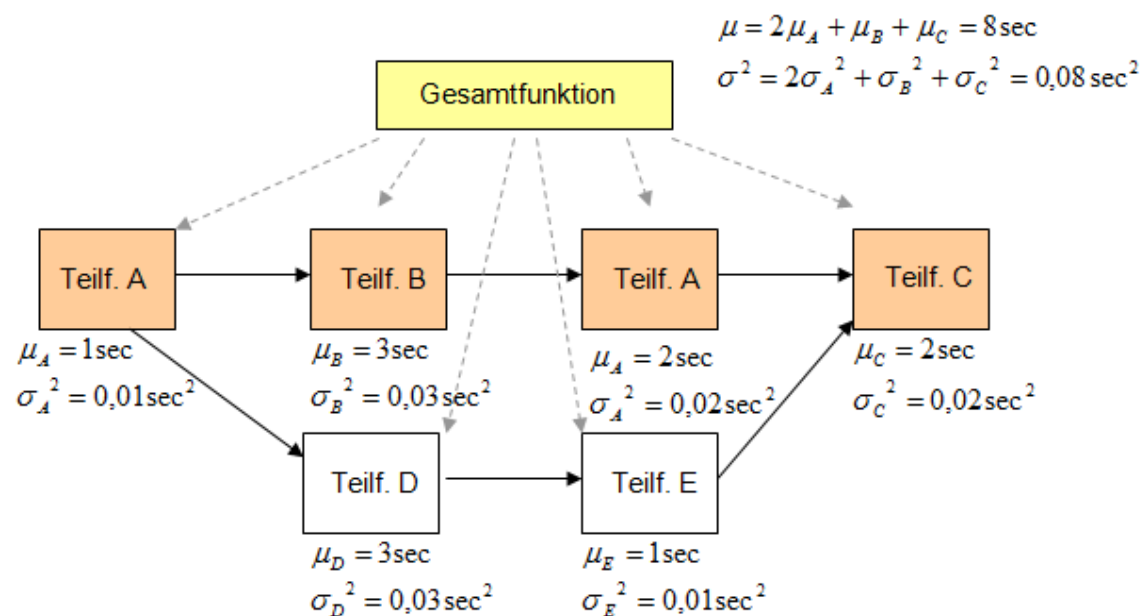 μ = 2μ_A + μ_B + μ_C = 8sec
σ² = 2σ_A² + σ_B² + σ_C² = 0,08 sec²
Gesamtfunktion
Teilf. A
Teilf. B
Teilf. A
Teilf. C
μ_A = 1sec
σ_A² = 0,01sec²
μ_B = 3sec
σ_B² = 0,03sec²
μ_A = 2sec
σ_A² = 0,02sec²
μ_C = 2sec
σ_C² = 0,02sec²
Teilf. D
Teilf. E
μ_D = 3sec
σ_D² = 0,03sec²
μ_E = 1sec
σ_E² = 0,01sec²